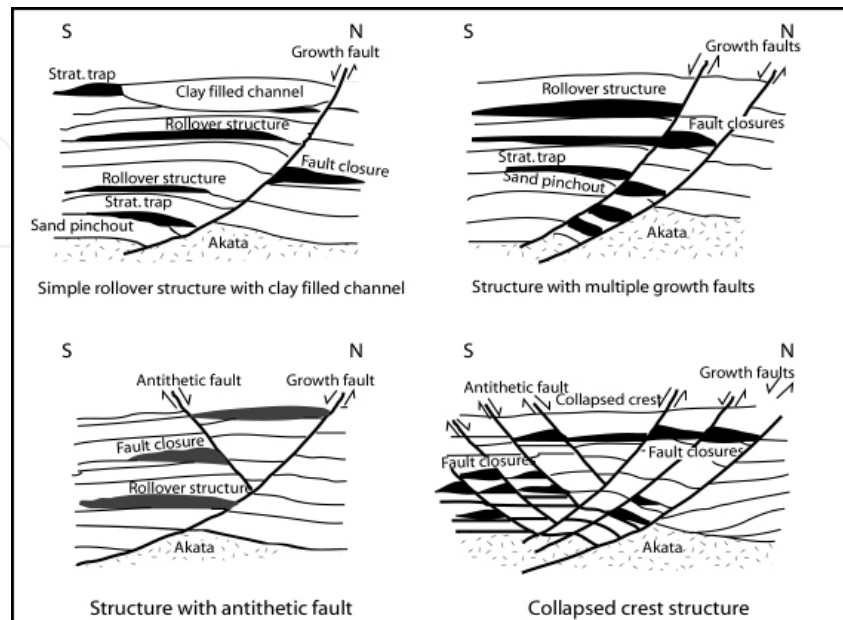 S N
Growth fault
Strat. trap
Clay filled channel
Rollover structure
Fault closure
Rollover structure
Strat. trap
Sand pinchout
Akata
Simple rollover structure with clay filled channel
S N
Growth faults
Rollover structure
Fault closures
Strat. trap
Sand pinchout
Akata
Structure with multiple growth faults
S N
Antithetic fault Growth fault
Fault closure
Rollover structure
Akata
Structure with antithetic fault
S N
Growth faults
Antithetic fault
Collapsed crest
Fault closures
Fault closures
Akata
Collapsed crest structure